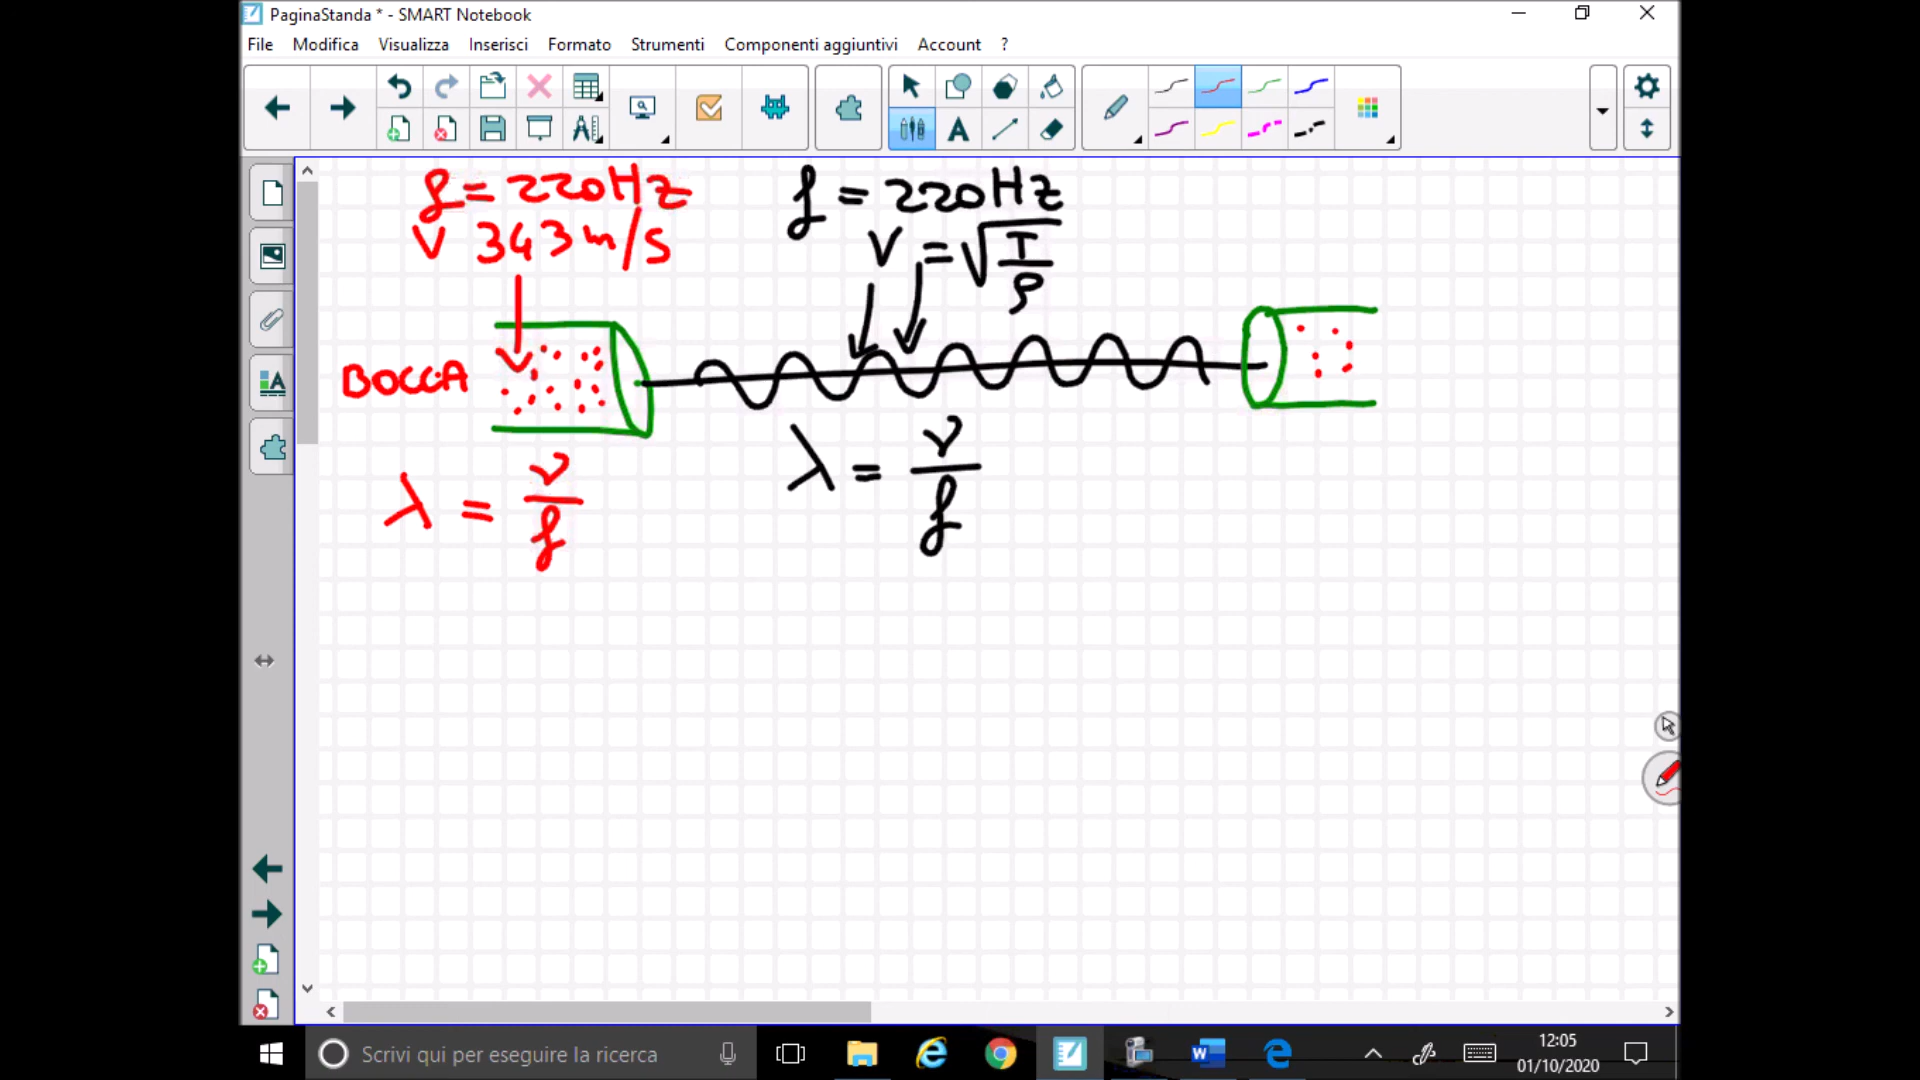 PaginaStanda * - SMART Notebook
File Modifica Visualizza Inserisci Formato Strumenti Componenti aggiuntivi Account ?
f = 220Hz
V 343 m/s
f = 220Hz
V = √T/ρ
BOCCA
λ = v/f
λ = v/f
Scrivi qui per eseguire la ricerca
12:05
01/10/2020